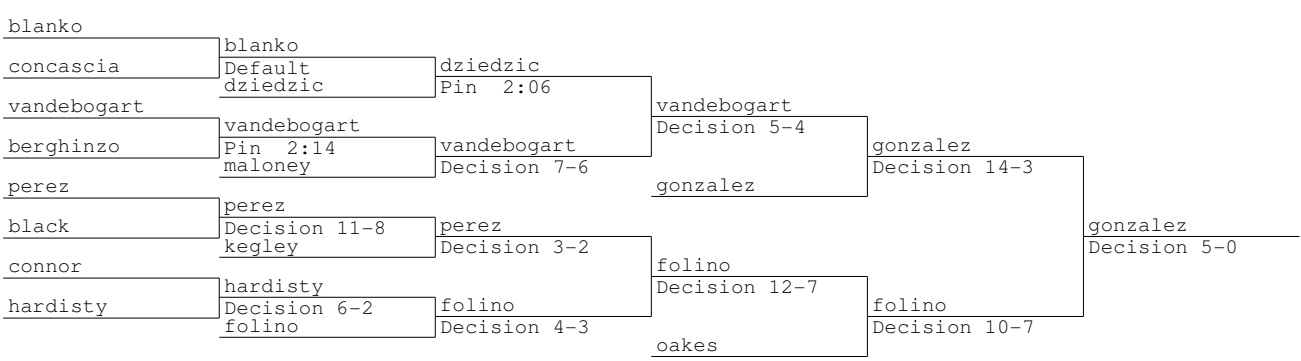 blanko
concascia
vandebogart
berghinzo
perez
black
connor
hardisty
blanko
Default
dziedzic
vandebogart
Pin 2:14
maloney
perez
Decision 11-8
kegley
hardisty
Decision 6-2
folino
dziedzic
Pin 2:06
vandebogart
Decision 7-6
perez
Decision 3-2
folino
Decision 4-3
vandebogart
Decision 5-4
gonzalez
folino
Decision 12-7
oakes
gonzalez
Decision 14-3
folino
Decision 10-7
gonzalez
Decision 5-0